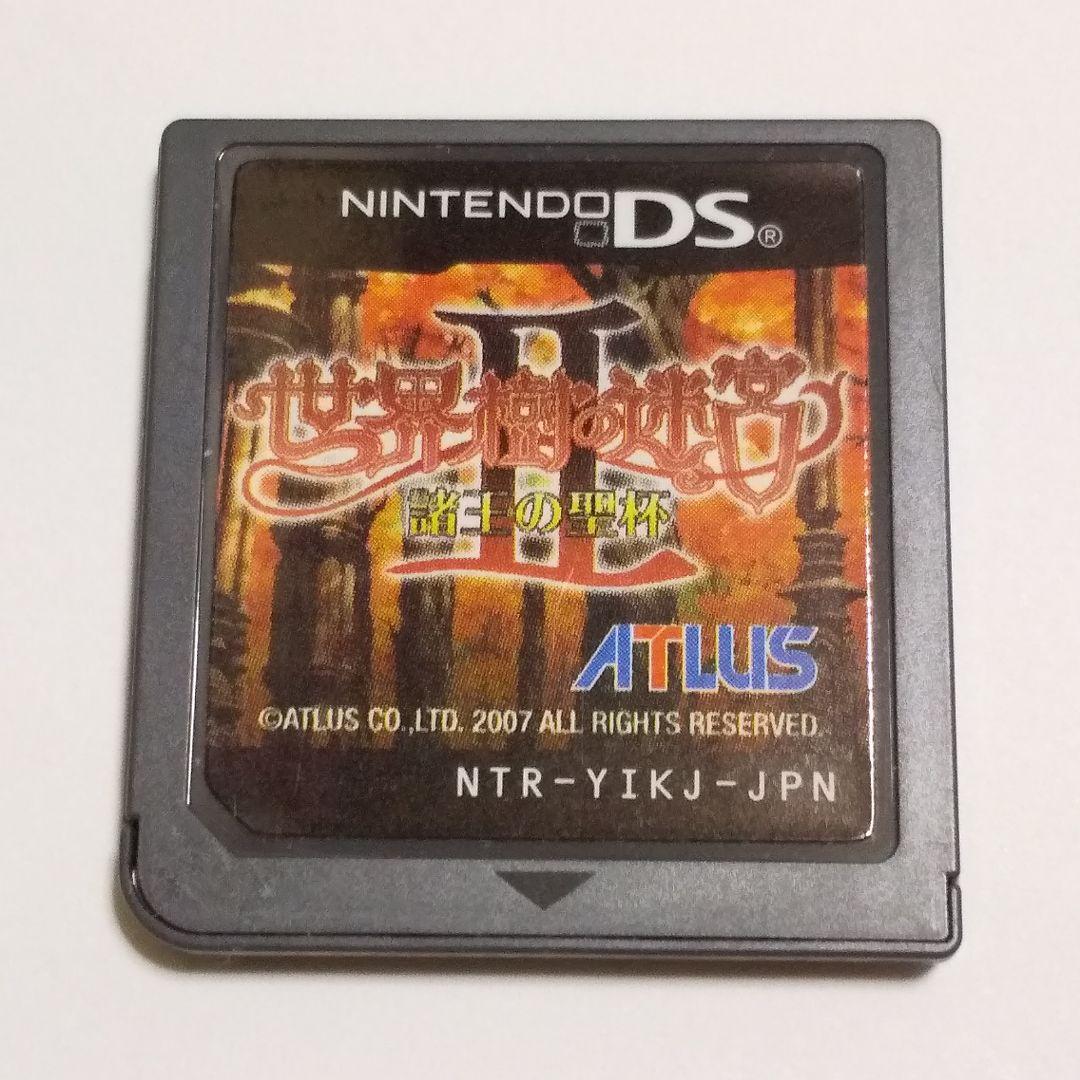 NINTENDO DS®
II
世界樹の迷宮
諸王の聖杯
ATLUS
©ATLUS CO.,LTD. 2007 ALL RIGHTS RESERVED.
NTR-YIKJ-JPN